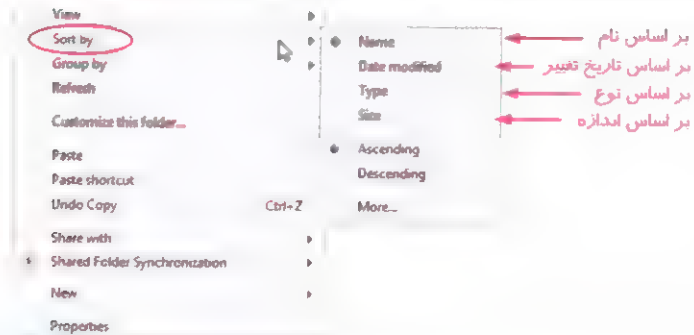 View
Sort by
Group by
Refresh
Customize this folder...
Paste
Paste shortcut
Undo Copy Ctrl+Z
Share with
Shared Folder Synchronization
New
Properties
Name
Date modified
Type
Size
Ascending
Descending
More...
بر اساس نام
بر اساس تاریخ تغییر
بر اساس نوع
بر اساس اندازه